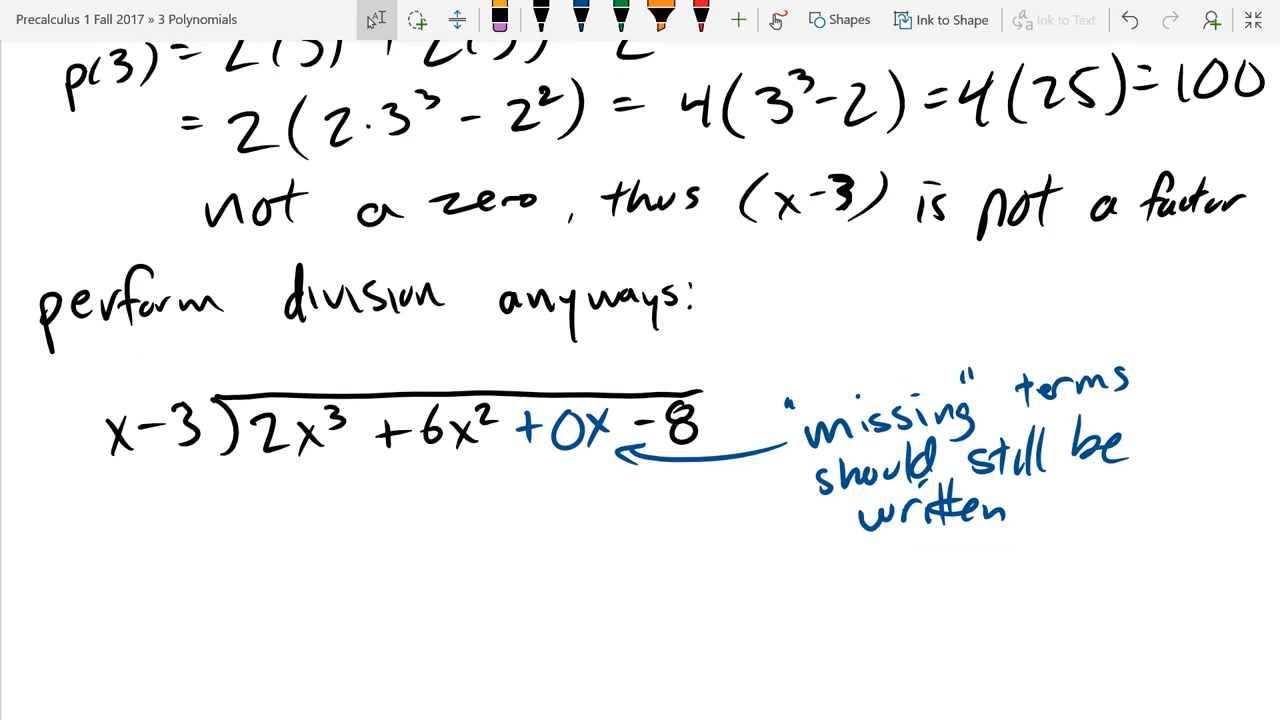 Precalculus 1 Fall 2017 » 3 Polynomials
Shapes
Ink to Shape
Ink to Text
p(3) =
= 2(2·3³ - 2²) = 4(3³-2) = 4(25) = 100
not a zero, thus (x-3) is not a factor
perform division anyways:
x-3)2x³ +6x² +0x -8
"missing" terms
should still be
written